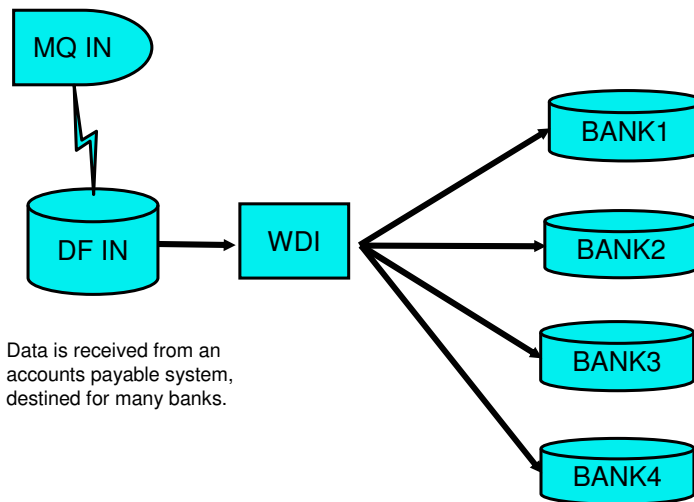 MQ IN
BANK1
DF IN
WDI
BANK2
Data is received from an
accounts payable system,
destined for many banks.
BANK3
BANK4